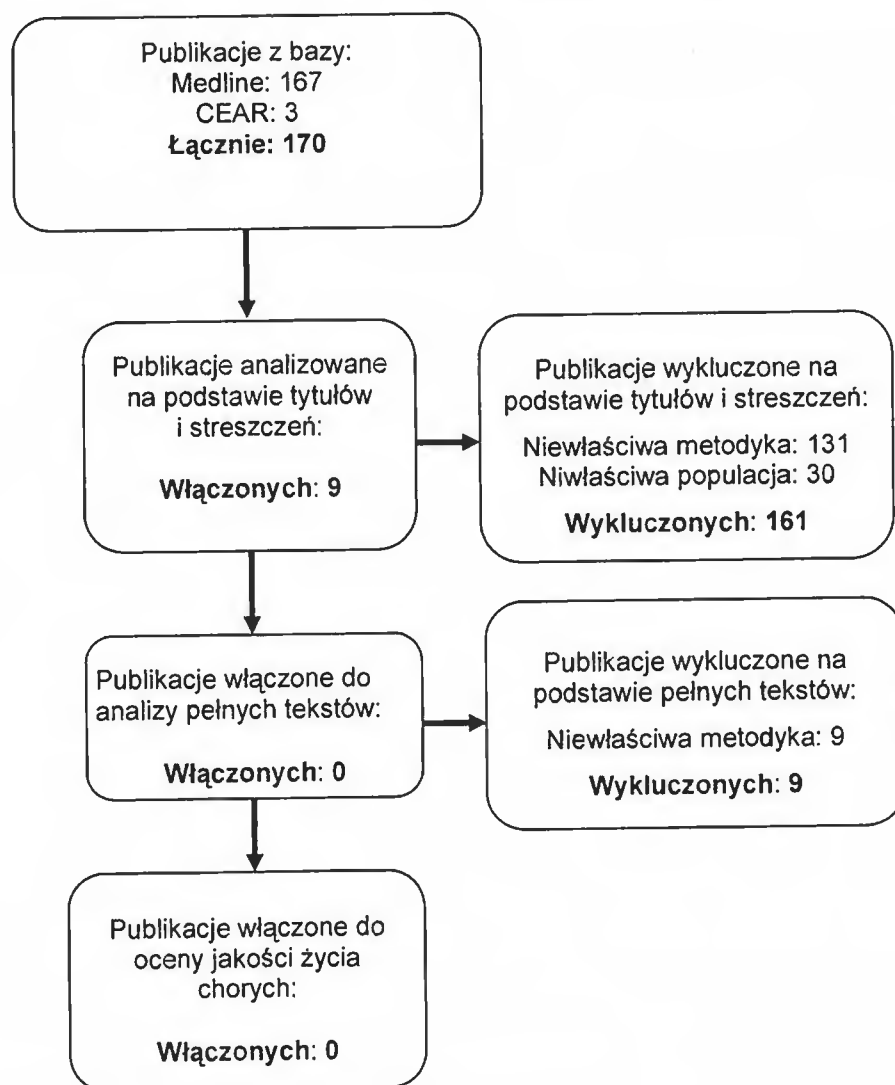 Publikacje z bazy:
Medline: 167
CEAR: 3
Łącznie: 170
Publikacje analizowane
na podstawie tytułów
i streszczeń:
Włączonych: 9
Publikacje wykluczone na
podstawie tytułów i streszczeń:
Niewłaściwa metodyka: 131
Niwłaściwa populacja: 30
Wykluczonych: 161
Publikacje włączone do
analizy pełnych tekstów:
Włączonych: 0
Publikacje wykluczone na
podstawie pełnych tekstów:
Niewłaściwa metodyka: 9
Wykluczonych: 9
Publikacje włączone do
oceny jakości życia
chorych:
Włączonych: 0